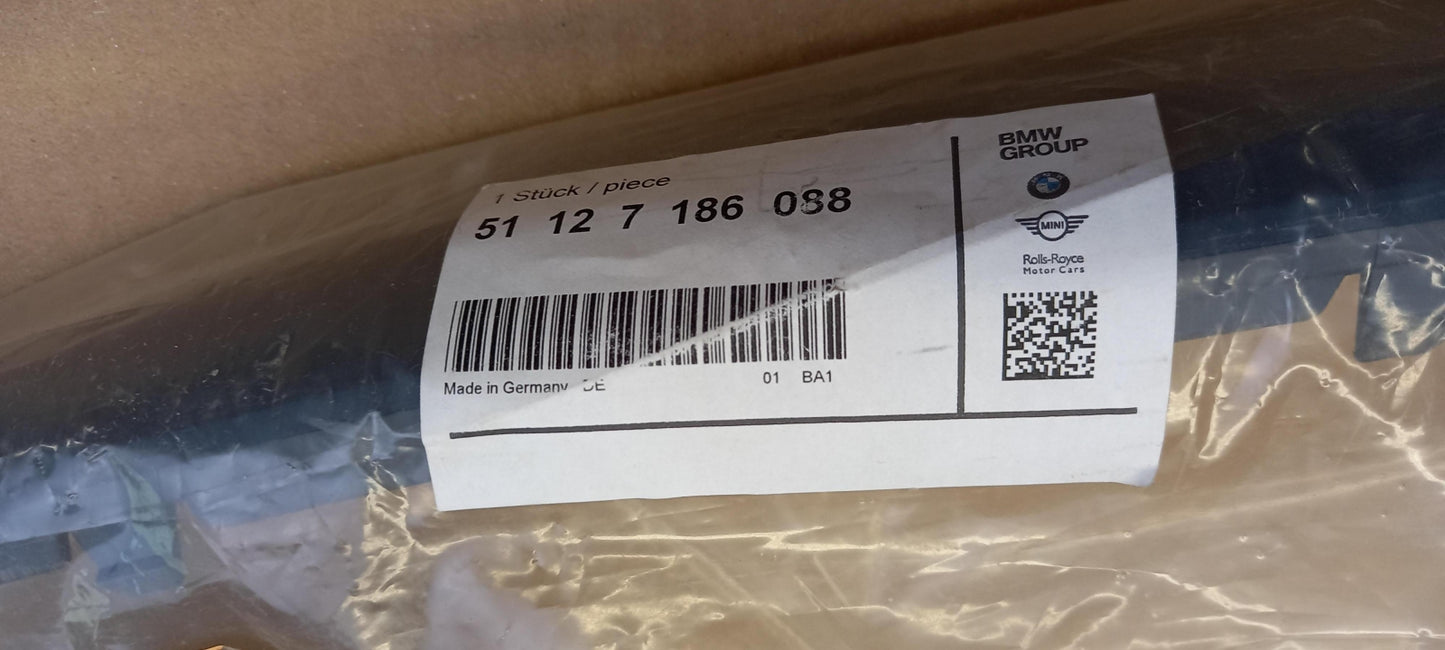 1 Stück / piece
51 12 7 186 088
Made in Germany DE
01 BA1
BMW
GROUP
MINI
Rolls-Royce
Motor Cars